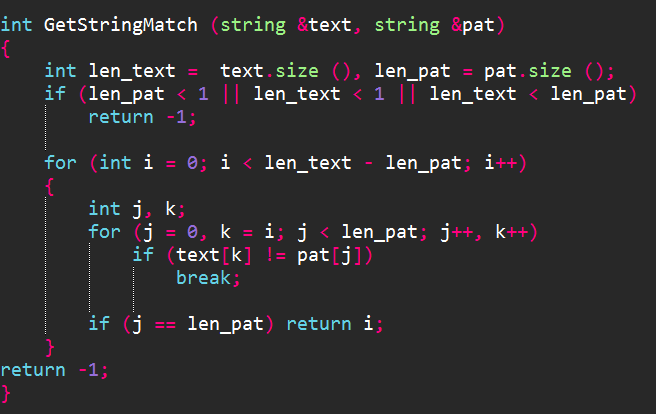 int GetStringMatch (string &text, string &pat)
{
    int len_text =  text.size (), len_pat = pat.size ();
    if (len_pat < 1 || len_text < 1 || len_text < len_pat)
        return -1;

    for (int i = 0; i < len_text - len_pat; i++)
    {
        int j, k;
        for (j = 0, k = i; j < len_pat; j++, k++)
            if (text[k] != pat[j])
                break;

        if (j == len_pat) return i;
    }
return -1;
}